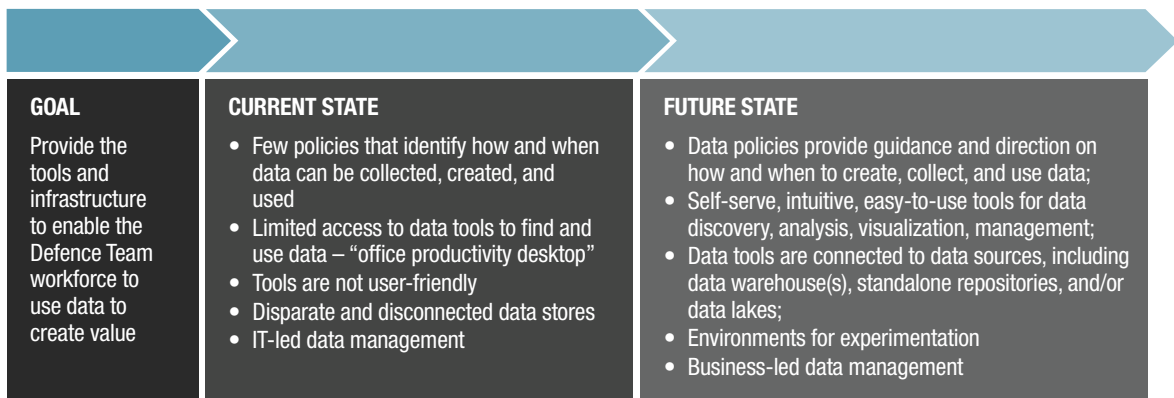 GOAL
Provide the
tools and
infrastructure
to enable the
Defence Team
workforce to
use data to
create value
CURRENT STATE
• Few policies that identify how and when
data can be collected, created, and
used
• Limited access to data tools to find and
use data – “office productivity desktop”
• Tools are not user-friendly
• Disparate and disconnected data stores
• IT-led data management
FUTURE STATE
• Data policies provide guidance and direction on
how and when to create, collect, and use data;
• Self-serve, intuitive, easy-to-use tools for data
discovery, analysis, visualization, management;
• Data tools are connected to data sources, including
data warehouse(s), standalone repositories, and/or
data lakes;
• Environments for experimentation
• Business-led data management